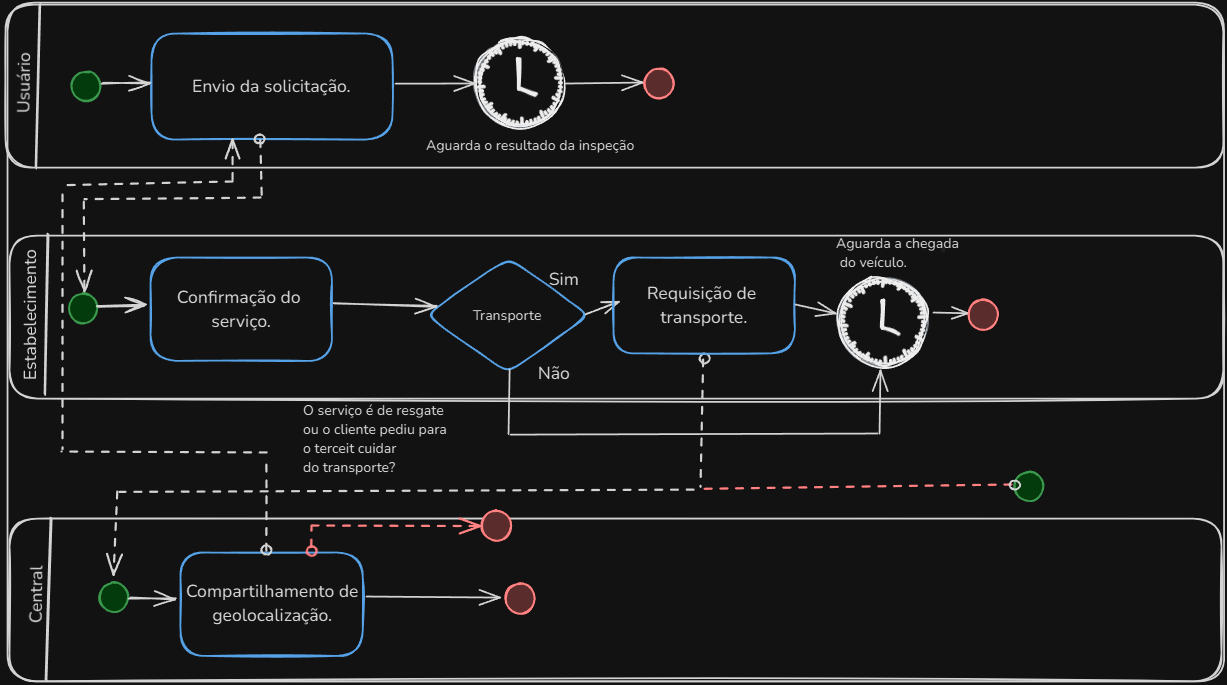 Usuário
Envio da solicitação.
Aguarda o resultado da inspeção
Estabelecimento
Confirmação do
serviço.
Transporte
Sim
Não
Requisição de
transporte.
Aguarda a chegada
do veículo.
O serviço é de resgate
ou o cliente pediu para
o terceit cuidar
do transporte?
Central
Compartilhamento de
geolocalização.